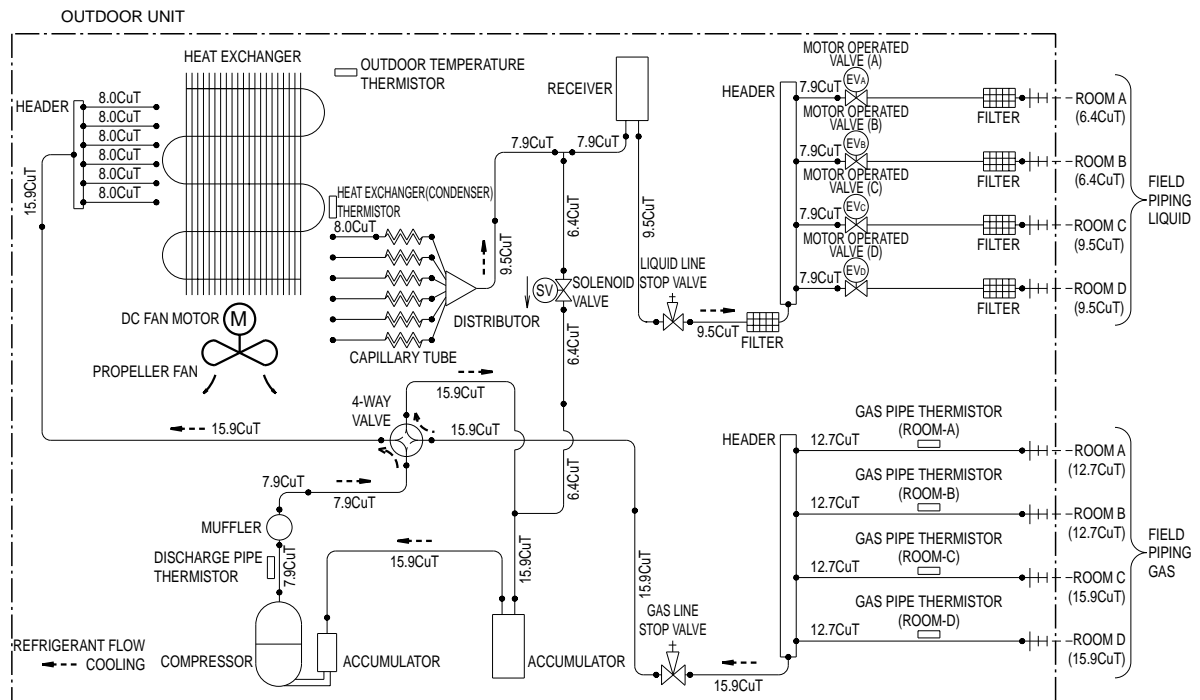 OUTDOOR UNIT
HEAT EXCHANGER
OUTDOOR TEMPERATURE
THERMISTOR
HEADER
8.0CuT
8.0CuT
8.0CuT
8.0CuT
8.0CuT
8.0CuT
15.9CuT
HEAT EXCHANGER(CONDENSER)
THERMISTOR
8.0CuT
CAPILLARY TUBE
DISTRIBUTOR
9.5CuT
7.9CuT
7.9CuT
RECEIVER
6.4CuT
SV
SOLENOID
VALVE
6.4CuT
6.4CuT
9.5CuT
LIQUID LINE
STOP VALVE
9.5CuT
FILTER
HEADER
MOTOR OPERATED
VALVE (A)
7.9CuT
EVA
FILTER
ROOM A
(6.4CuT)
MOTOR OPERATED
VALVE (B)
7.9CuT
EVB
FILTER
ROOM B
(6.4CuT)
MOTOR OPERATED
VALVE (C)
7.9CuT
EVC
FILTER
ROOM C
(9.5CuT)
MOTOR OPERATED
VALVE (D)
7.9CuT
EVD
FILTER
ROOM D
(9.5CuT)
FIELD
PIPING
LIQUID
DC FAN MOTOR
M
PROPELLER FAN
4-WAY
VALVE
15.9CuT
15.9CuT
15.9CuT
7.9CuT
7.9CuT
MUFFLER
DISCHARGE PIPE
THERMISTOR
7.9CuT
15.9CuT
15.9CuT
15.9CuT
COMPRESSOR
ACCUMULATOR
ACCUMULATOR
GAS LINE
STOP VALVE
15.9CuT
HEADER
GAS PIPE THERMISTOR
(ROOM-A)
12.7CuT
ROOM A
(12.7CuT)
GAS PIPE THERMISTOR
(ROOM-B)
12.7CuT
ROOM B
(12.7CuT)
GAS PIPE THERMISTOR
(ROOM-C)
12.7CuT
ROOM C
(15.9CuT)
GAS PIPE THERMISTOR
(ROOM-D)
12.7CuT
ROOM D
(15.9CuT)
FIELD
PIPING
GAS
REFRIGERANT FLOW
COOLING